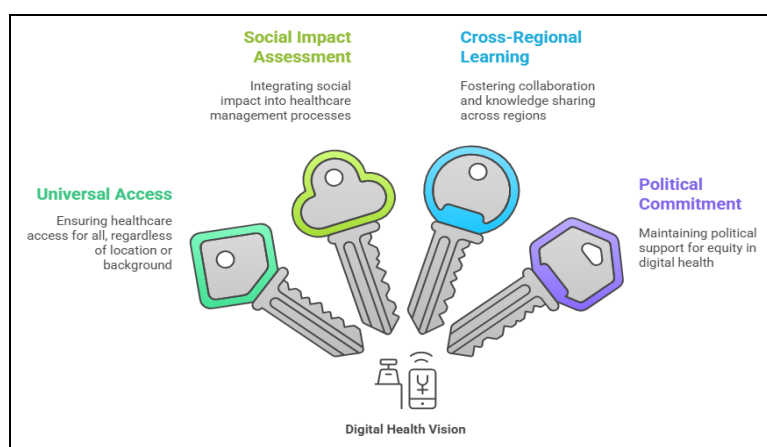 Social Impact
Assessment
Integrating social
impact into healthcare
management processes
Cross-Regional
Learning
Fostering collaboration
and knowledge sharing
across regions
Universal Access
Ensuring healthcare
access for all, regardless
of location or
background
Political
Commitment
Maintaining political
support for equity in
digital health
Digital Health Vision